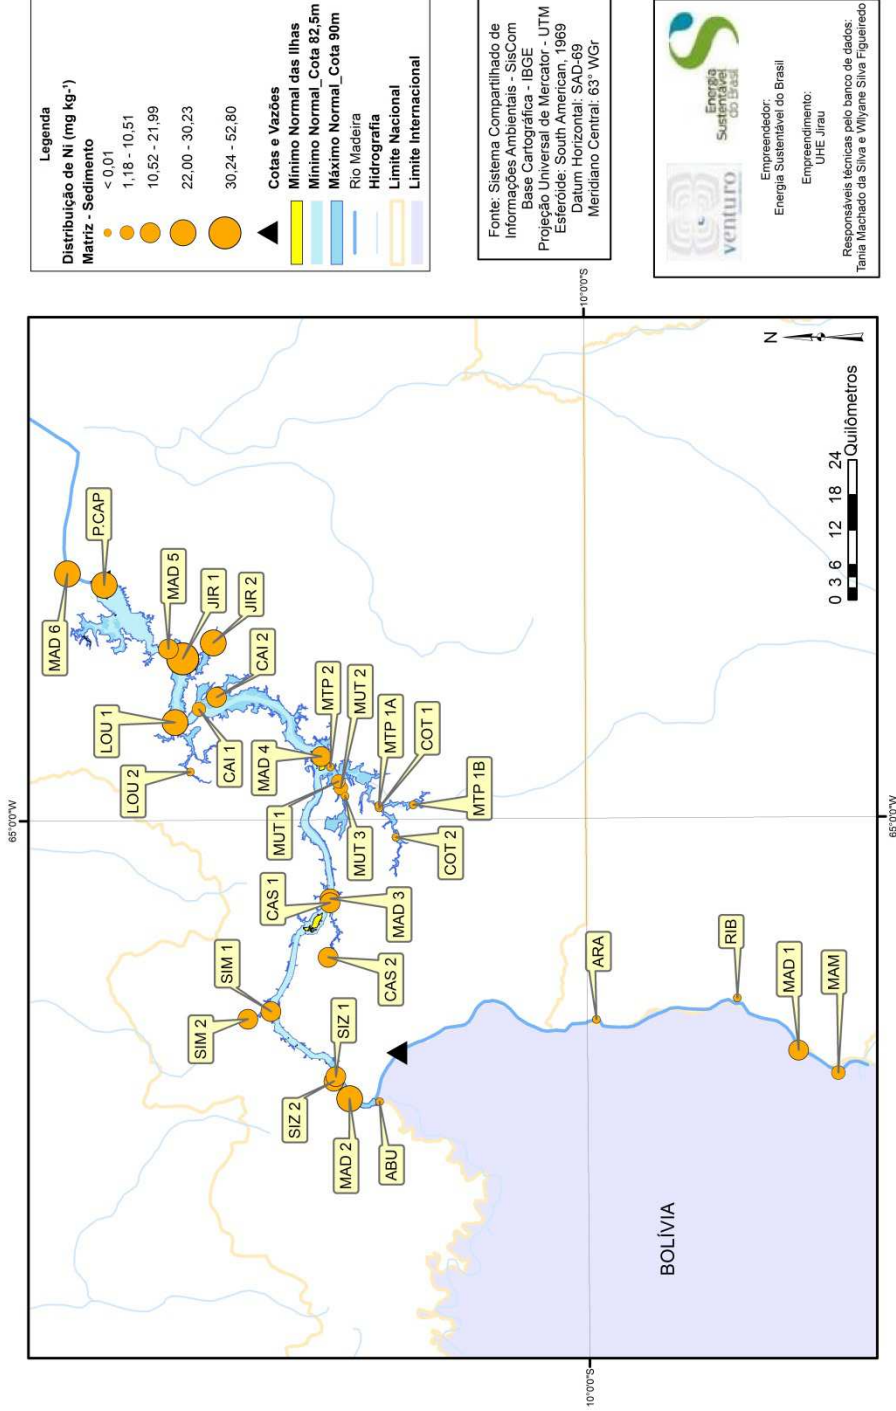 Legenda
Distribuição de Ni (mg kg-¹)
Matriz - Sedimento
< 0,01
1,18 - 10,51
10,52 - 21,99
22,00 - 30,23
30,24 - 52,80
Cotas e Vazões
Mínimo Normal das Ilhas
Mínimo Normal_Cota 82,5m
Máximo Normal_Cota 90m
Rio Madeira
Hidrografia
Limite Nacional
Limite Internacional
Fonte: Sistema Compartilhado de
Informações Ambientais - SisCom
Base Cartográfica - IBGE
Projeção Universal de Mercator - UTM
Esferóide: South American, 1969
Datum Horizontal: SAD-69
Meridiano Central: 63° WGr
venturo
Energia
Sustentável
do Brasil
Empreendedor:
Energia Sustentável do Brasil
Empreendimento:
UHE Jirau
Responsáveis técnicas pelo banco de dados:
Tania Machado da Silva e Wilyane Silva Figueiredo
65°0'0"W
MAD 6
P.CAP
MAD 5
JIR 1
JIR 2
LOU 1
LOU 2
CAI 1
CAI 2
MAD 4
MTP 2
MUT 2
MUT 1
MUT 3
MTP 1A
COT 1
MTP 1B
COT 2
CAS 1
MAD 3
CAS 2
SIM 1
SIM 2
SIZ 1
SIZ 2
MAD 2
ABU
ARA
RIB
MAD 1
MAM
BOLÍVIA
10°0'0"S
10°0'0"S
65°0'0"W
N
0 3 6 12 18 24
Quilômetros